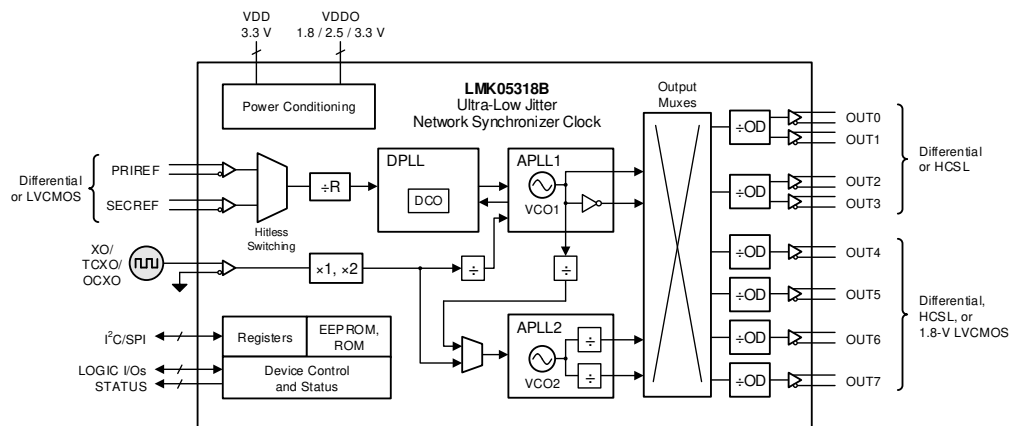 VDD
3.3 V
VDDO
1.8 / 2.5 / 3.3 V
Power Conditioning
LMK05318B
Ultra-Low Jitter
Network Synchronizer Clock
Output
Muxes
Differential
or LVCMOS
PRIREF
SECREF
Hitless
Switching
÷R
DPLL
DCO
APLL1
VCO1
÷OD
OUT0
OUT1
÷OD
OUT2
OUT3
Differential
or HCSL
XO/
TCXO/
OCXO
×1, ×2
÷
÷
APLL2
VCO2
÷
÷
÷OD
OUT4
÷OD
OUT5
÷OD
OUT6
÷OD
OUT7
Differential,
HCSL, or
1.8-V LVCMOS
I²C/SPI
Registers
EEPROM,
ROM
LOGIC I/Os
STATUS
Device Control
and Status